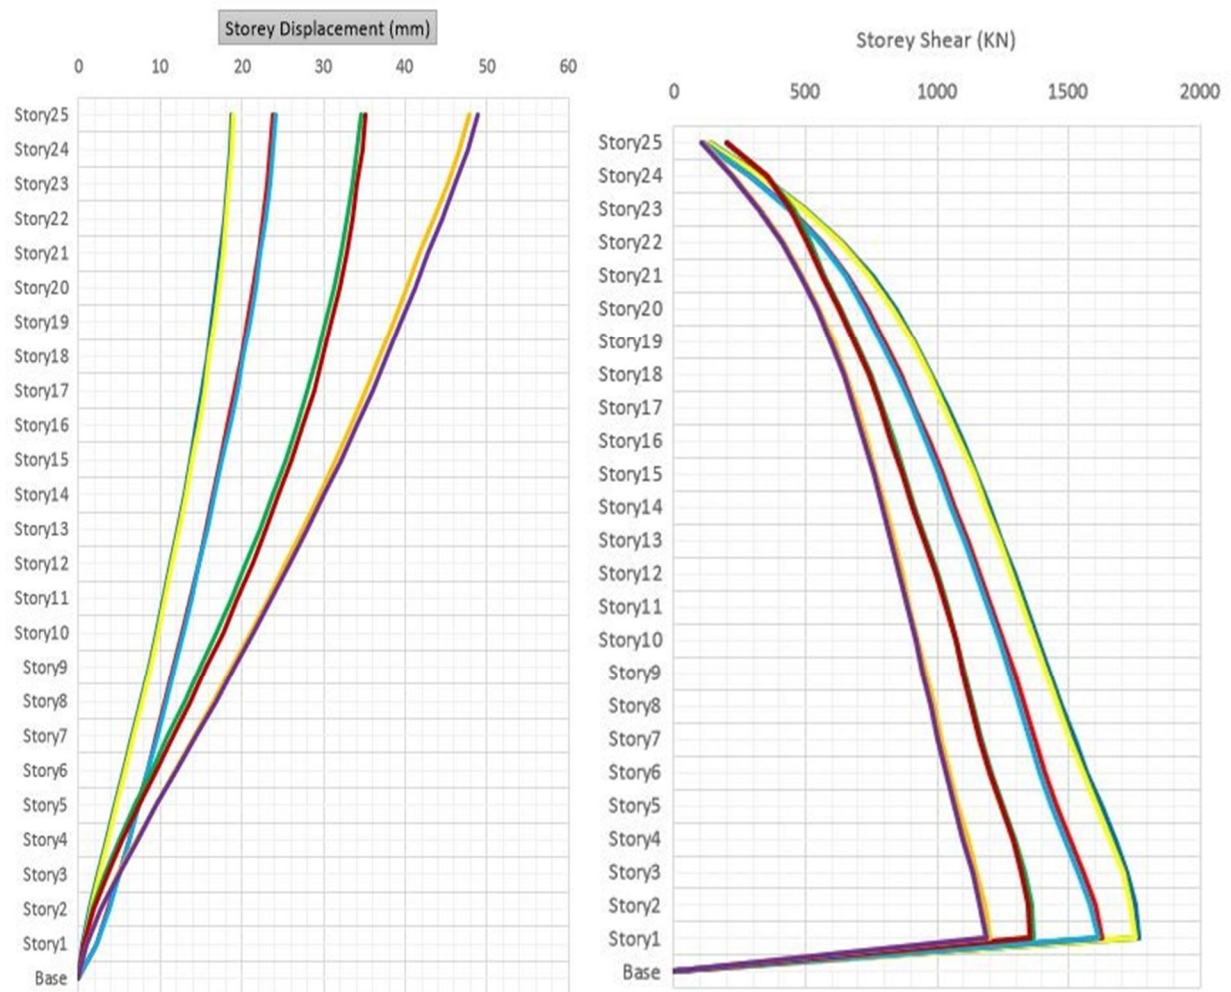 Storey Displacement (mm)
0 10 20 30 40 50 60
Story25
Story24
Story23
Story22
Story21
Story20
Story19
Story18
Story17
Story16
Story15
Story14
Story13
Story12
Story11
Story10
Story9
Story8
Story7
Story6
Story5
Story4
Story3
Story2
Story1
Base
Storey Shear (KN)
0 500 1000 1500 2000
Story25
Story24
Story23
Story22
Story21
Story20
Story19
Story18
Story17
Story16
Story15
Story14
Story13
Story12
Story11
Story10
Story9
Story8
Story7
Story6
Story5
Story4
Story3
Story2
Story1
Base